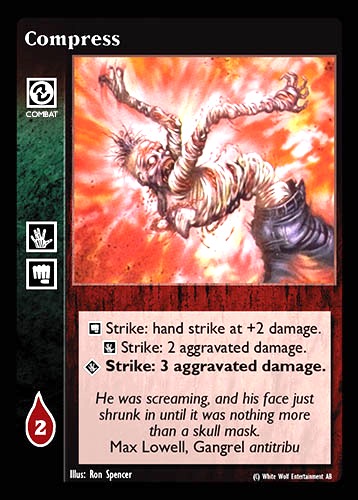 Compress
COMBAT
Strike: hand strike at +2 damage.
Strike: 2 aggravated damage.
Strike: 3 aggravated damage.
He was screaming, and his face just
shrunk in until it was nothing more
than a skull mask.
Max Lowell, Gangrel antitribu
2
Illus: Ron Spencer
(C) White Wolf Entertainment AB